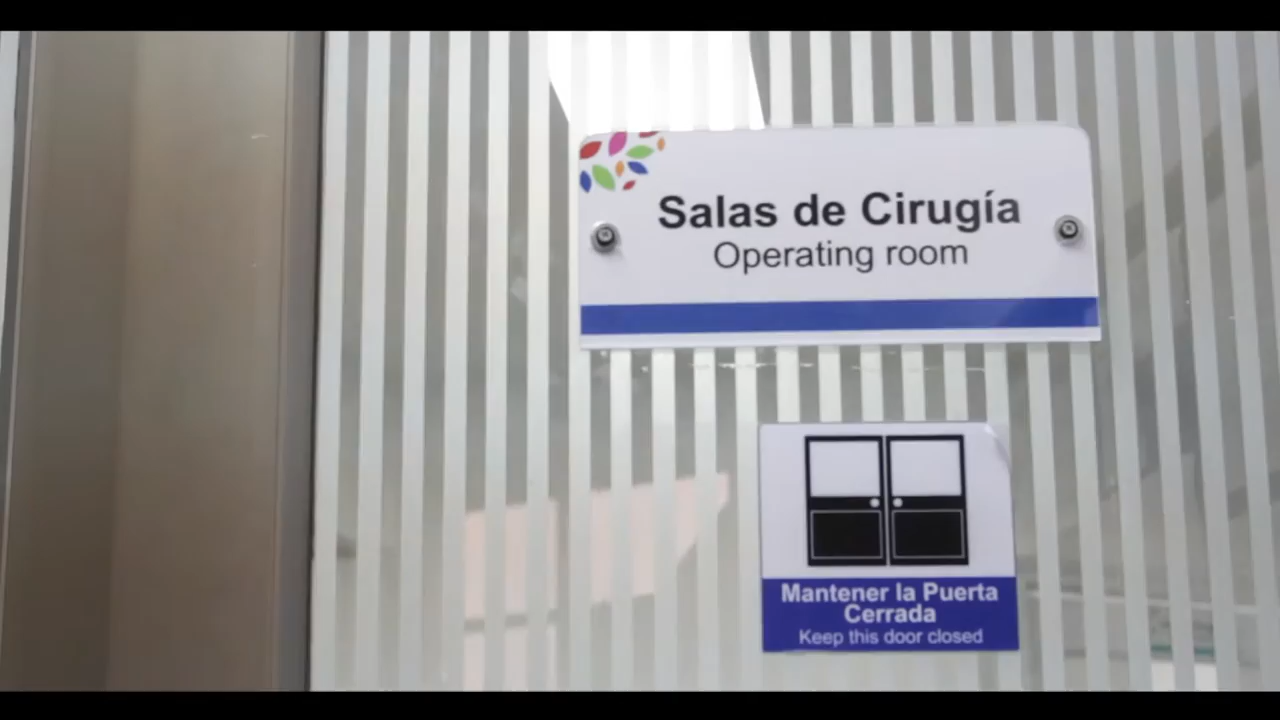 Salas de Cirugía
Operating room
Mantener la Puerta
Cerrada
Keep this door closed